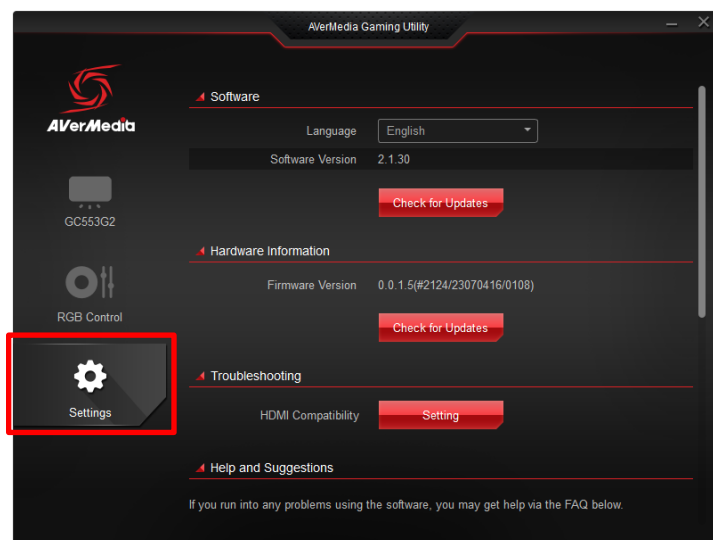 AVerMedia Gaming Utility
AVerMedia
GC553G2
RGB Control
Settings
Software
Language English
Software Version 2.1.30
Check for Updates
Hardware Information
Firmware Version 0.0.1.5(#2124/23070416/0108)
Check for Updates
Troubleshooting
HDMI Compatibility Setting
Help and Suggestions
If you run into any problems using the software, you may get help via the FAQ below.